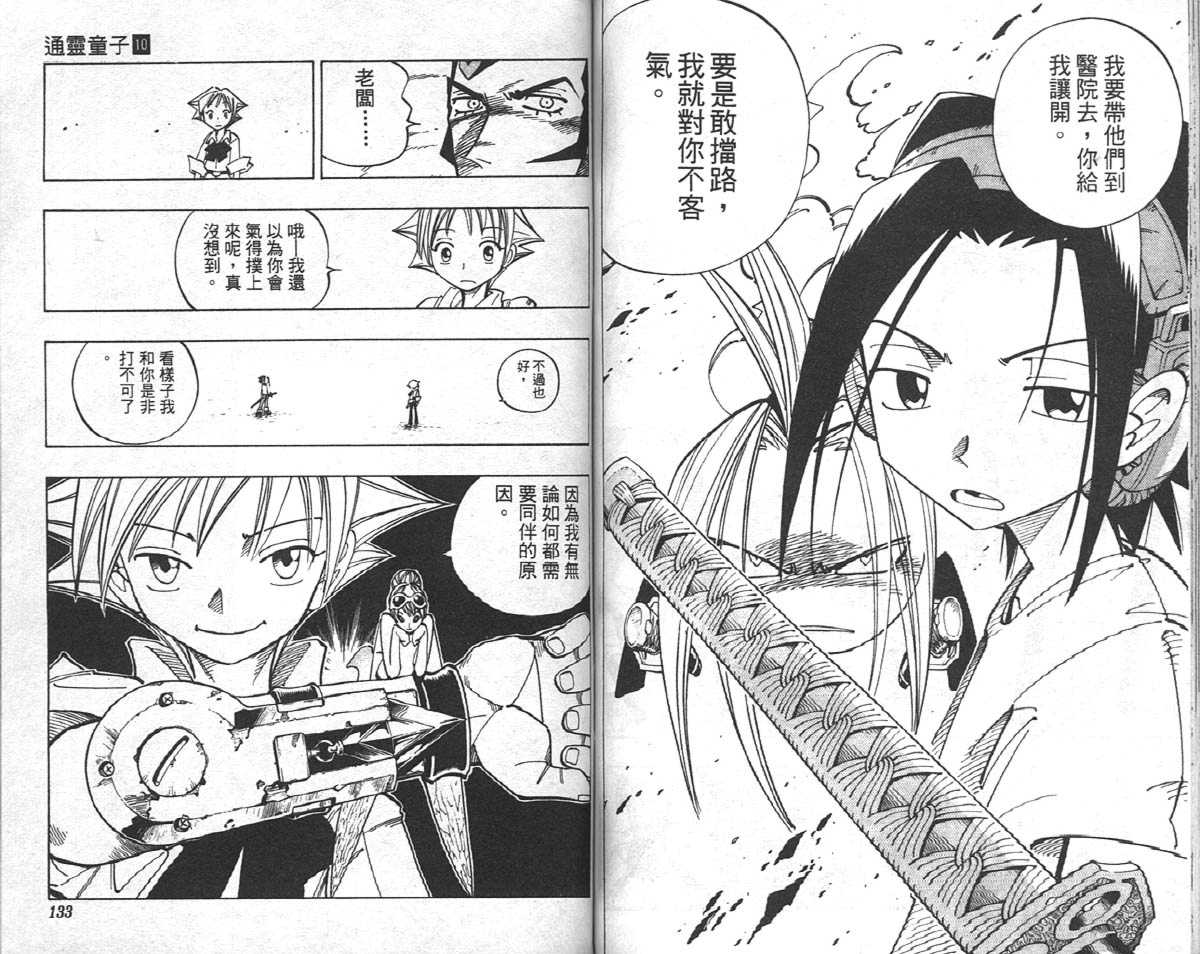 我要帶他們到
醫院去，你給
我讓開。
要是敢擋路，
我就對你不客
氣。
通靈童子10
老闆……
哦—我還
以為你會
氣得撲上
來呢，真
沒想到。
不過也
好，
看樣子我
和你是非
打不可了
。
因為我有無
論如何都需
要同伴的原
因。
133